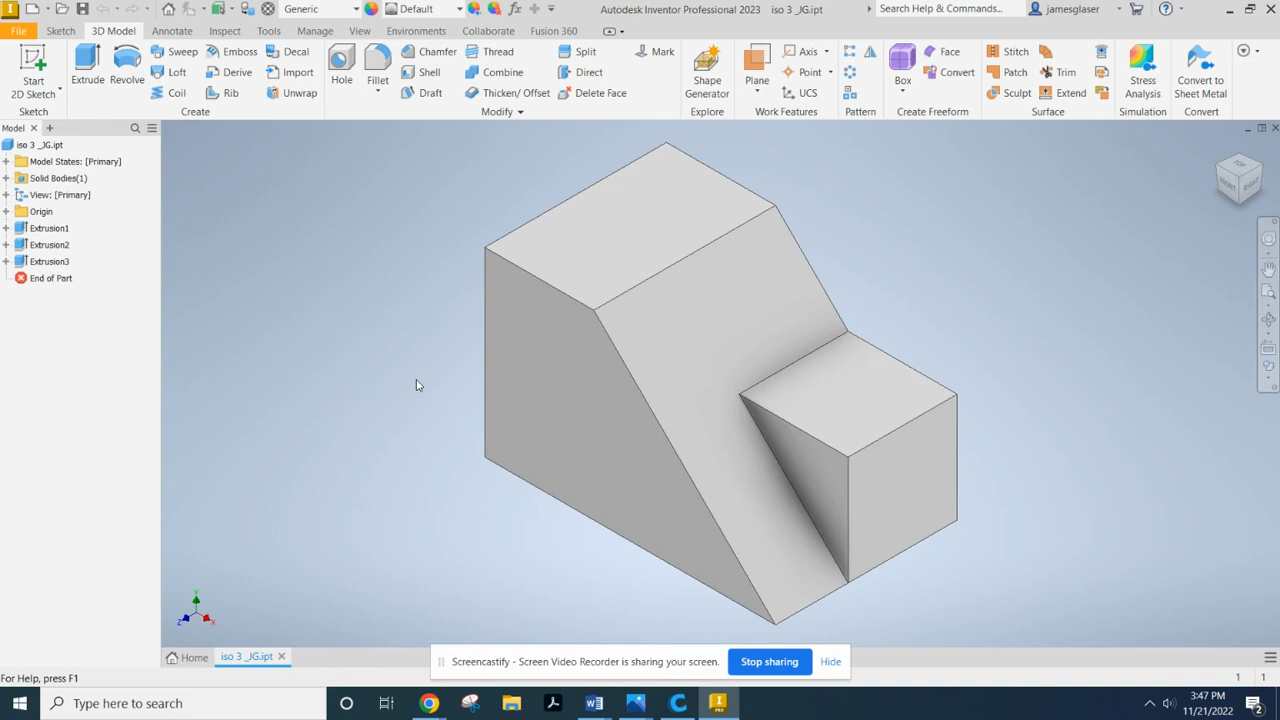 Generic
Default
Autodesk Inventor Professional 2023 iso 3 _JG.ipt
Search Help & Commands...
jamesglaser
File Sketch 3D Model Annotate Inspect Tools Manage View Environments Collaborate Fusion 360
Start
2D Sketch
Extrude
Revolve
Sweep
Loft
Coil
Emboss
Derive
Rib
Decal
Import
Unwrap
Hole
Fillet
Chamfer
Shell
Draft
Thread
Combine
Thicken/ Offset
Split
Direct
Delete Face
Mark
Shape
Generator
Plane
Axis
Point
UCS
Box
Face
Convert
Stitch
Patch
Sculpt
Trim
Extend
Stress
Analysis
Convert to
Sheet Metal
Sketch Create Modify Explore Work Features Pattern Create Freeform Surface Simulation Convert
Model
iso 3 _JG.ipt
Model States: [Primary]
Solid Bodies(1)
View: [Primary]
Origin
Extrusion1
Extrusion2
Extrusion3
End of Part
TOP
FRONT
RIGHT
Y
Z
X
Home
iso 3 _JG.ipt
Screencastify - Screen Video Recorder is sharing your screen.
Stop sharing
Hide
For Help, press F1
1 1
Type here to search
3:47 PM
11/21/2022
2